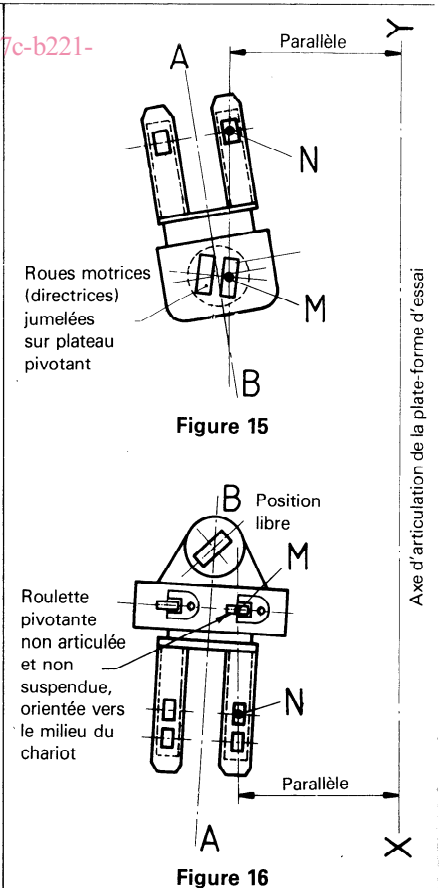 7c-b221-
Y
Parallèle
A
N
Roues motrices
(directrices)
jumelées
sur plateau
pivotant
M
B
Figure 15
Axe d'articulation de la plate-forme d'essai
B
Position
libre
M
Roulette
pivotante
non articulée
et non
suspendue,
orientée vers
le milieu du
chariot
N
Parallèle
A
X
Figure 16